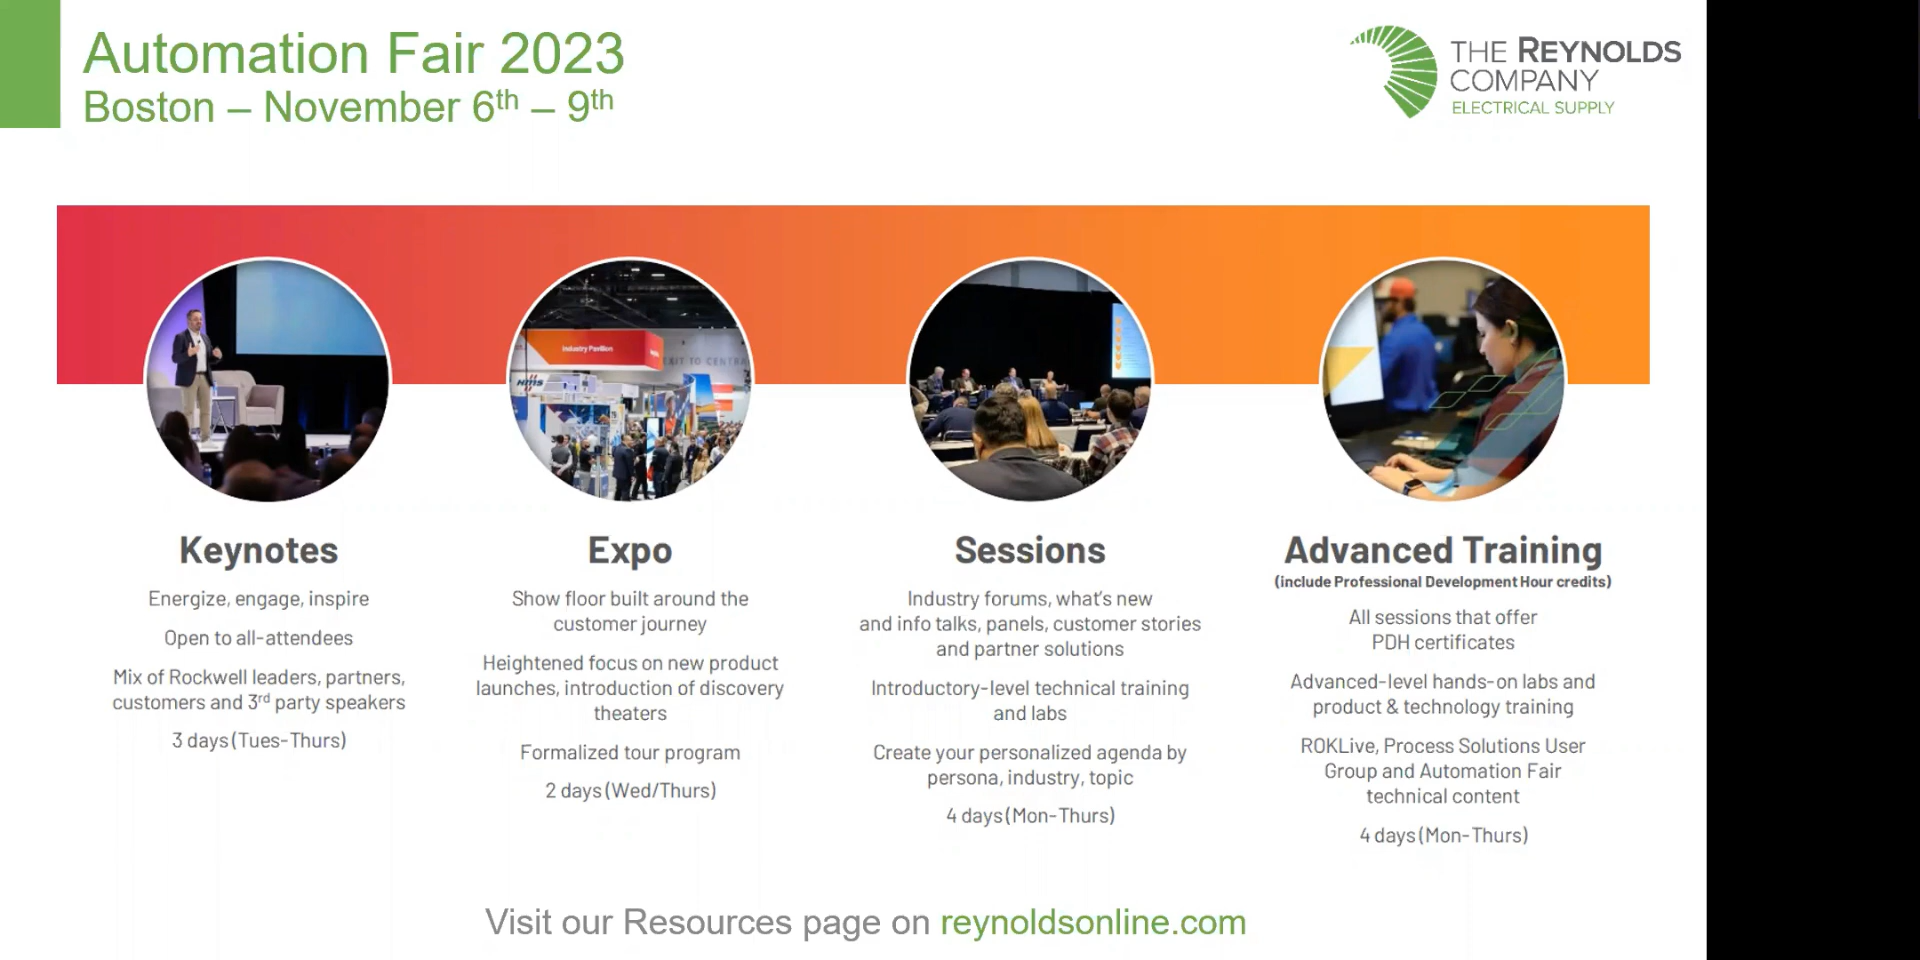 Automation Fair 2023
Boston – November 6th – 9th
THE REYNOLDS
COMPANY
ELECTRICAL SUPPLY
Industry Pavilion
EXIT TO CENTRA
HMS
Keynotes
Energize, engage, inspire
Open to all-attendees
Mix of Rockwell leaders, partners,
customers and 3rd party speakers
3 days (Tues-Thurs)
Expo
Show floor built around the
customer journey
Heightened focus on new product
launches, introduction of discovery
theaters
Formalized tour program
2 days (Wed/Thurs)
Sessions
Industry forums, what's new
and info talks, panels, customer stories
and partner solutions
Introductory-level technical training
and labs
Create your personalized agenda by
persona, industry, topic
4 days (Mon-Thurs)
Advanced Training
(include Professional Development Hour credits)
All sessions that offer
PDH certificates
Advanced-level hands-on labs and
product & technology training
ROKLive, Process Solutions User
Group and Automation Fair
technical content
4 days (Mon-Thurs)
Visit our Resources page on reynoldsonline.com